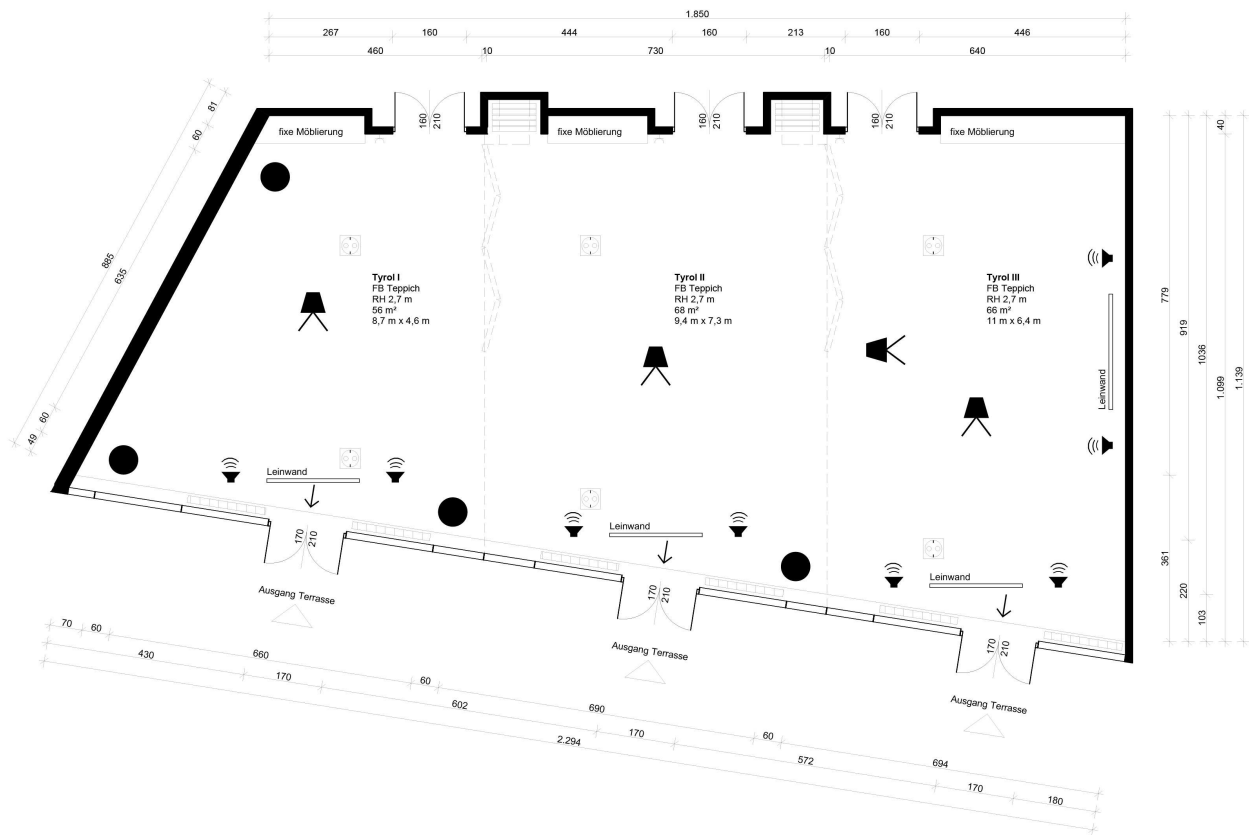 1.850
267 160 444 160 213 160 446
460 10 730 10 640
81
60
885
635
60
49
160
210
160
210
160
210
fixe Möblierung
fixe Möblierung
fixe Möblierung
40
Tyrol I
FB Teppich
RH 2,7 m
56 m²
8,7 m x 4,6 m
Tyrol II
FB Teppich
RH 2,7 m
68 m²
9,4 m x 7,3 m
Tyrol III
FB Teppich
RH 2,7 m
66 m²
11 m x 6,4 m
779
919
1036
1.099
1.139
Leinwand
Leinwand
Leinwand
Leinwand
170
210
170
210
170
210
361
220
103
Ausgang Terrasse
Ausgang Terrasse
Ausgang Terrasse
70 60 660 60 690 60 694
430 170 602 170 572 170 180
2.294